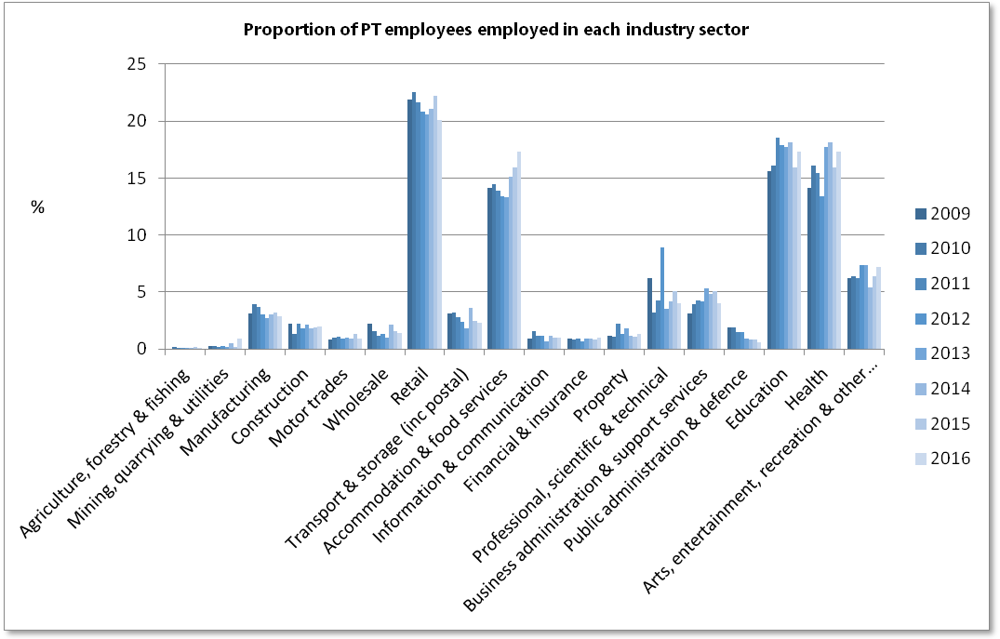 Proportion of PT employees employed in each industry sector
25
20
15
10
5
0
%
Agriculture, forestry & fishing
Mining, quarrying & utilities
Manufacturing
Construction
Motor trades
Wholesale
Retail
Transport & storage (inc postal)
Accommodation & food services
Information & communication
Financial & insurance
Property
Professional, scientific & technical
Business administration & support services
Public administration & defence
Education
Health
Arts, entertainment, recreation & other...
2009
2010
2011
2012
2013
2014
2015
2016